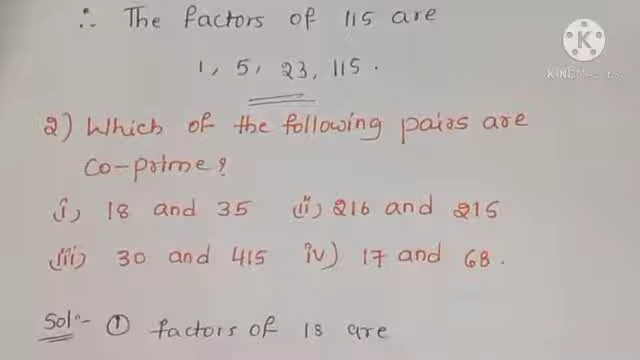 ∴ The factors of 115 are
1, 5, 23, 115.
2) Which of the following pairs are
Co-prime?
i) 18 and 35 ii) 216 and 215
iii) 30 and 415 iv) 17 and 68.
Sol:- ① factors of 18 are
K
KINEMASTER